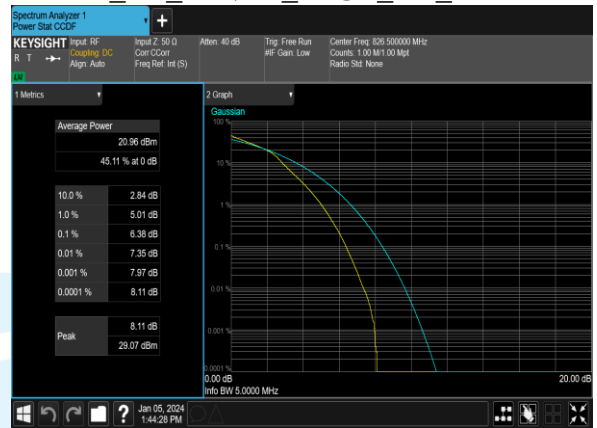 Spectrum Analyzer 1
Power Stat CCDF
+
KEYSIGHT
R T
LXI
Input: RF
Coupling: DC
Align: Auto
Input Z: 50 Ω
Corr CCorr
Freq Ref: Int (S)
Atten: 40 dB
Trig: Free Run
#IF Gain: Low
Center Freq: 826.500000 MHz
Counts: 1.00 M/1.00 Mpt
Radio Std: None
1 Metrics
Average Power
20.96 dBm
45.11 % at 0 dB
10.0 % 2.84 dB
1.0 % 5.01 dB
0.1 % 6.38 dB
0.01 % 7.35 dB
0.001 % 7.97 dB
0.0001 % 8.11 dB
Peak
8.11 dB
29.07 dBm
2 Graph
Gaussian
100 %
10 %
1 %
0.1 %
0.01 %
0.001 %
0.0001 %
0.00 dB 20.00 dB
Info BW 5.0000 MHz
?
Jan 05, 2024
1:44:28 PM